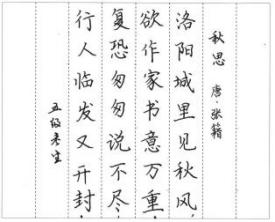 秋思 唐·张籍
洛阳城里见秋风，
欲作家书意万重。
复恐匆匆说不尽，
行人临发又开封。
五级考生